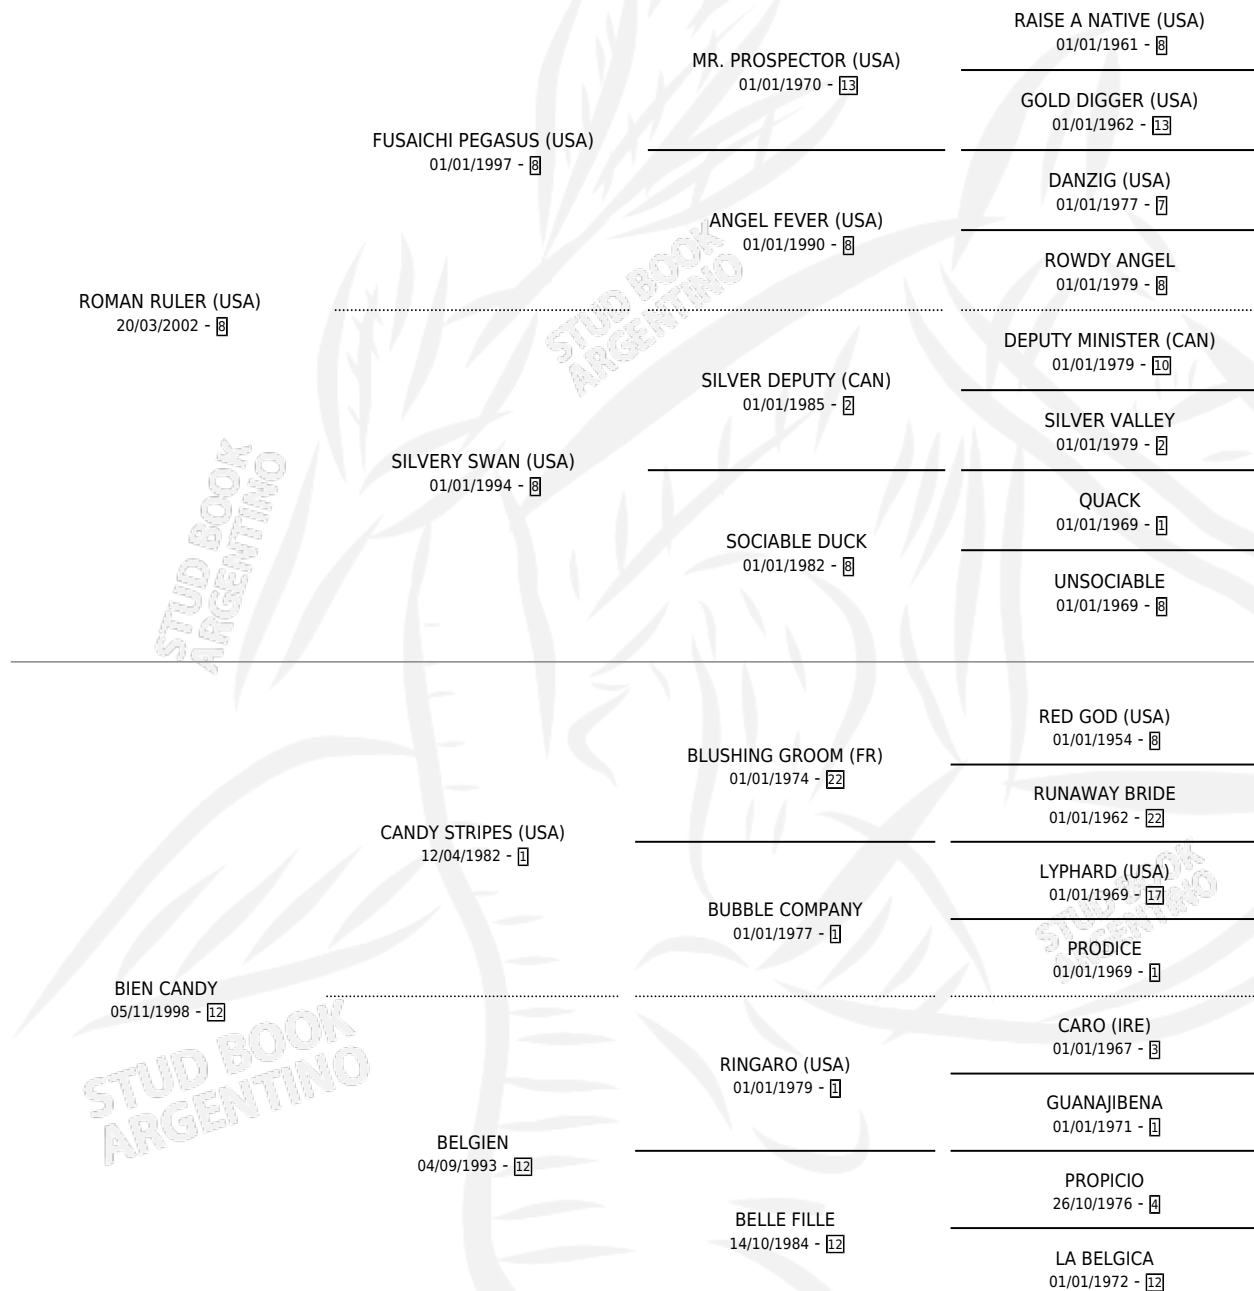 RAISE A NATIVE (USA)
01/01/1961 - 8
MR. PROSPECTOR (USA)
01/01/1970 - 13
GOLD DIGGER (USA)
01/01/1962 - 13
FUSAICHI PEGASUS (USA)
01/01/1997 - 8
DANZIG (USA)
01/01/1977 - 7
ANGEL FEVER (USA)
01/01/1990 - 8
ROWDY ANGEL
01/01/1979 - 8
ROMAN RULER (USA)
20/03/2002 - 8
DEPUTY MINISTER (CAN)
01/01/1979 - 10
SILVER DEPUTY (CAN)
01/01/1985 - 2
SILVER VALLEY
01/01/1979 - 2
SILVERY SWAN (USA)
01/01/1994 - 8
QUACK
01/01/1969 - 1
SOCIABLE DUCK
01/01/1982 - 8
UNSOCIABLE
01/01/1969 - 8
RED GOD (USA)
01/01/1954 - 8
BLUSHING GROOM (FR)
01/01/1974 - 22
RUNAWAY BRIDE
01/01/1962 - 22
CANDY STRIPES (USA)
12/04/1982 - 1
LYPHARD (USA)
01/01/1969 - 17
BUBBLE COMPANY
01/01/1977 - 1
PRODICE
01/01/1969 - 1
BIEN CANDY
05/11/1998 - 12
CARO (IRE)
01/01/1967 - 3
RINGARO (USA)
01/01/1979 - 1
GUANAJIBENA
01/01/1971 - 1
BELGIEN
04/09/1993 - 12
PROPICIO
26/10/1976 - 4
BELLE FILLE
14/10/1984 - 12
LA BELGICA
01/01/1972 - 12
STUD BOOK
ARGENTINO
STUD BOOK
ARGENTINO
STUD BOOK
ARGENTINO
STUD BOOK
ARGENTINO